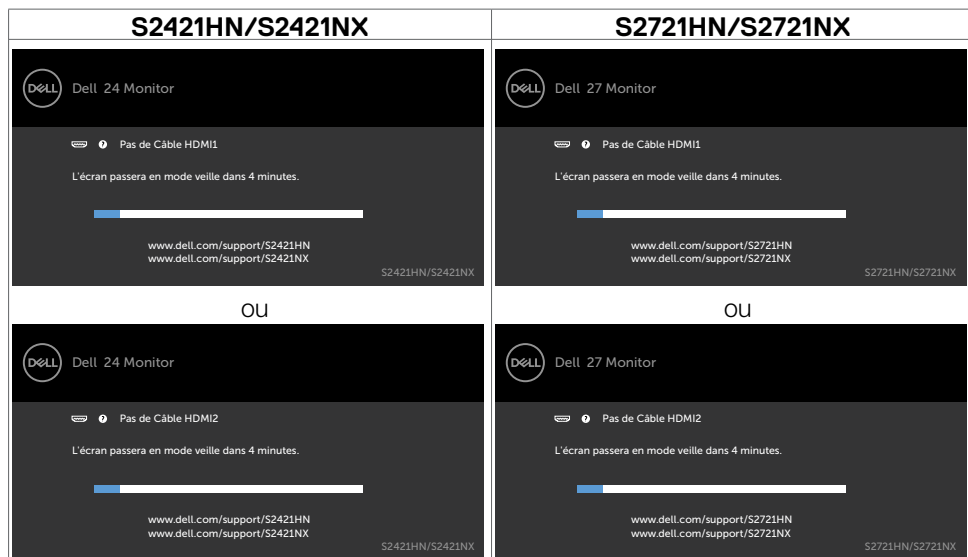 S2421HN/S2421NX
DELL
Dell 24 Monitor
Pas de Câble HDMI1
L'écran passera en mode veille dans 4 minutes.
www.dell.com/support/S2421HN
www.dell.com/support/S2421NX
S2421HN/S2421NX
ou
DELL
Dell 24 Monitor
Pas de Câble HDMI2
L'écran passera en mode veille dans 4 minutes.
www.dell.com/support/S2421HN
www.dell.com/support/S2421NX
S2421HN/S2421NX
S2721HN/S2721NX
DELL
Dell 27 Monitor
Pas de Câble HDMI1
L'écran passera en mode veille dans 4 minutes.
www.dell.com/support/S2721HN
www.dell.com/support/S2721NX
S2721HN/S2721NX
ou
DELL
Dell 27 Monitor
Pas de Câble HDMI2
L'écran passera en mode veille dans 4 minutes.
www.dell.com/support/S2721HN
www.dell.com/support/S2721NX
S2721HN/S2721NX